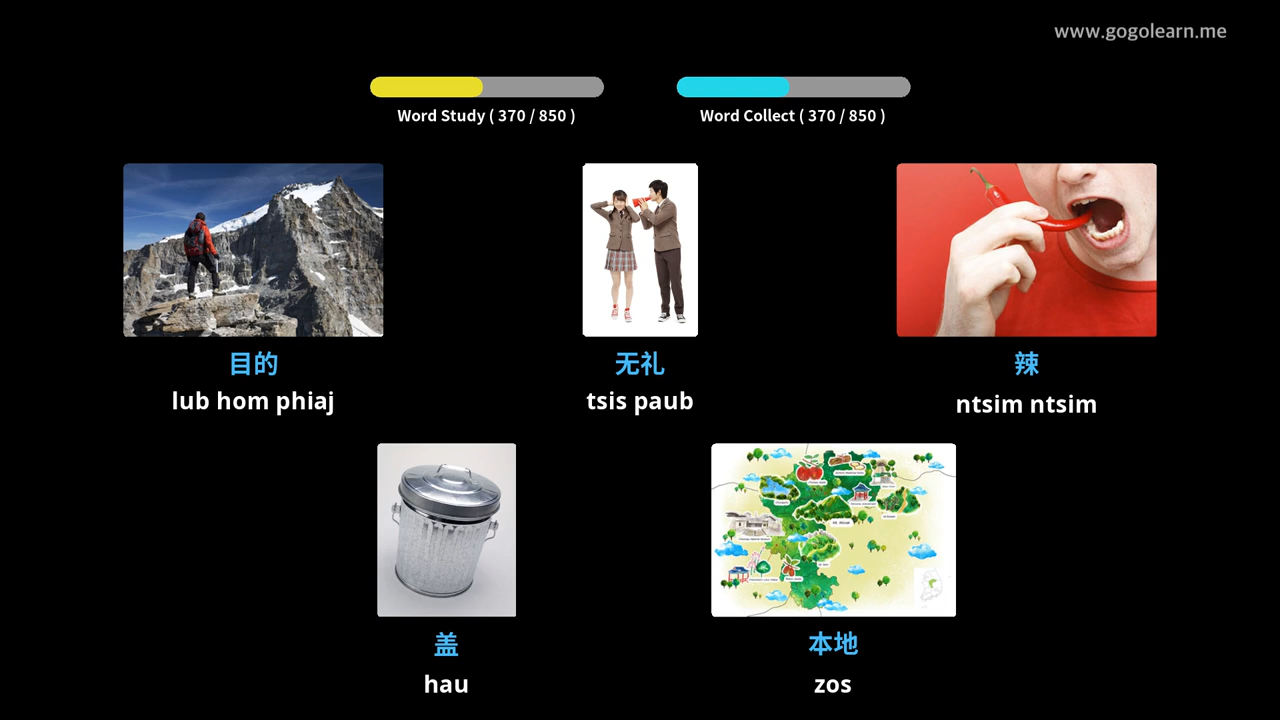 www.gogolearn.me
Word Study ( 370 / 850 )
Word Collect ( 370 / 850 )
目的
lub hom phiaj
无礼
tsis paub
辣
ntsim ntsim
盖
hau
本地
zos